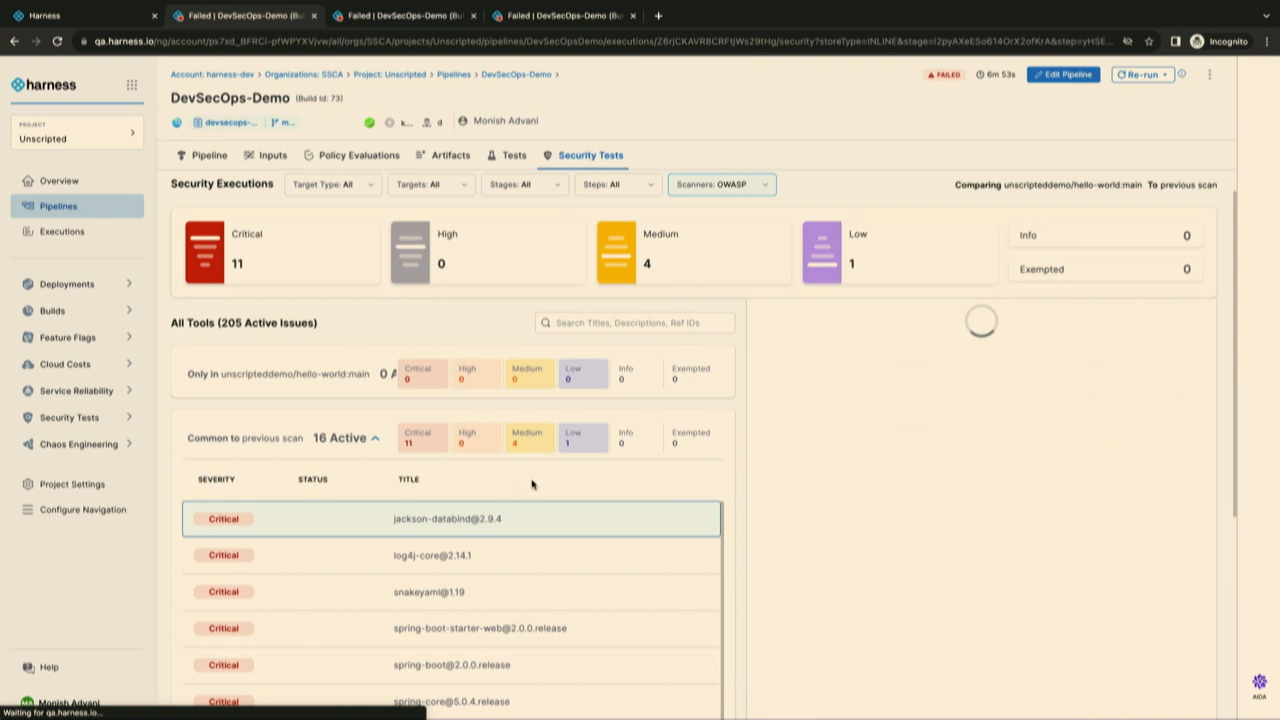 Harness
Failed | DevSecOps-Demo (Bu
Failed | DevSecOps-Demo (Bu
Failed | DevSecOps-Demo (Bu
Incognito
Account: harness-dev > Organizations: SSCA > Project: Unscripted > Pipelines > DevSecOps-Demo >
FAILED
6m 53s
Edit Pipeline
Re-run
harness
DevSecOps-Demo (Build Id: 73)
PROJECT
Unscripted
devsecops-...
m...
k...
d
Monish Advani
Pipeline
Inputs
Policy Evaluations
Artifacts
Tests
Security Tests
Overview
Pipelines
Executions
Deployments
Builds
Feature Flags
Cloud Costs
Service Reliability
Security Tests
Chaos Engineering
Project Settings
Configure Navigation
Help
Monish Advani
Waiting for qa.harness.io...
Security Executions
Target Type: All
Targets: All
Stages: All
Steps: All
Scanners: OWASP
Comparing unscripteddemo/hello-world:main To previous scan
Critical
11
High
0
Medium
4
Low
1
Info 0
Exempted 0
All Tools (205 Active Issues)
Search Titles, Descriptions, Ref IDs
Only in unscripteddemo/hello-world:main 0 A
Critical 0
High 0
Medium 0
Low 0
Info 0
Exempted 0
Common to previous scan 16 Active
Critical 11
High 0
Medium 4
Low 1
Info 0
Exempted 0
SEVERITY STATUS TITLE
Critical jackson-databind@2.9.4
Critical log4j-core@2.14.1
Critical snakeyaml@1.19
Critical spring-boot-starter-web@2.0.0.release
Critical spring-boot@2.0.0.release
Critical spring-core@5.0.4.release
AIDA